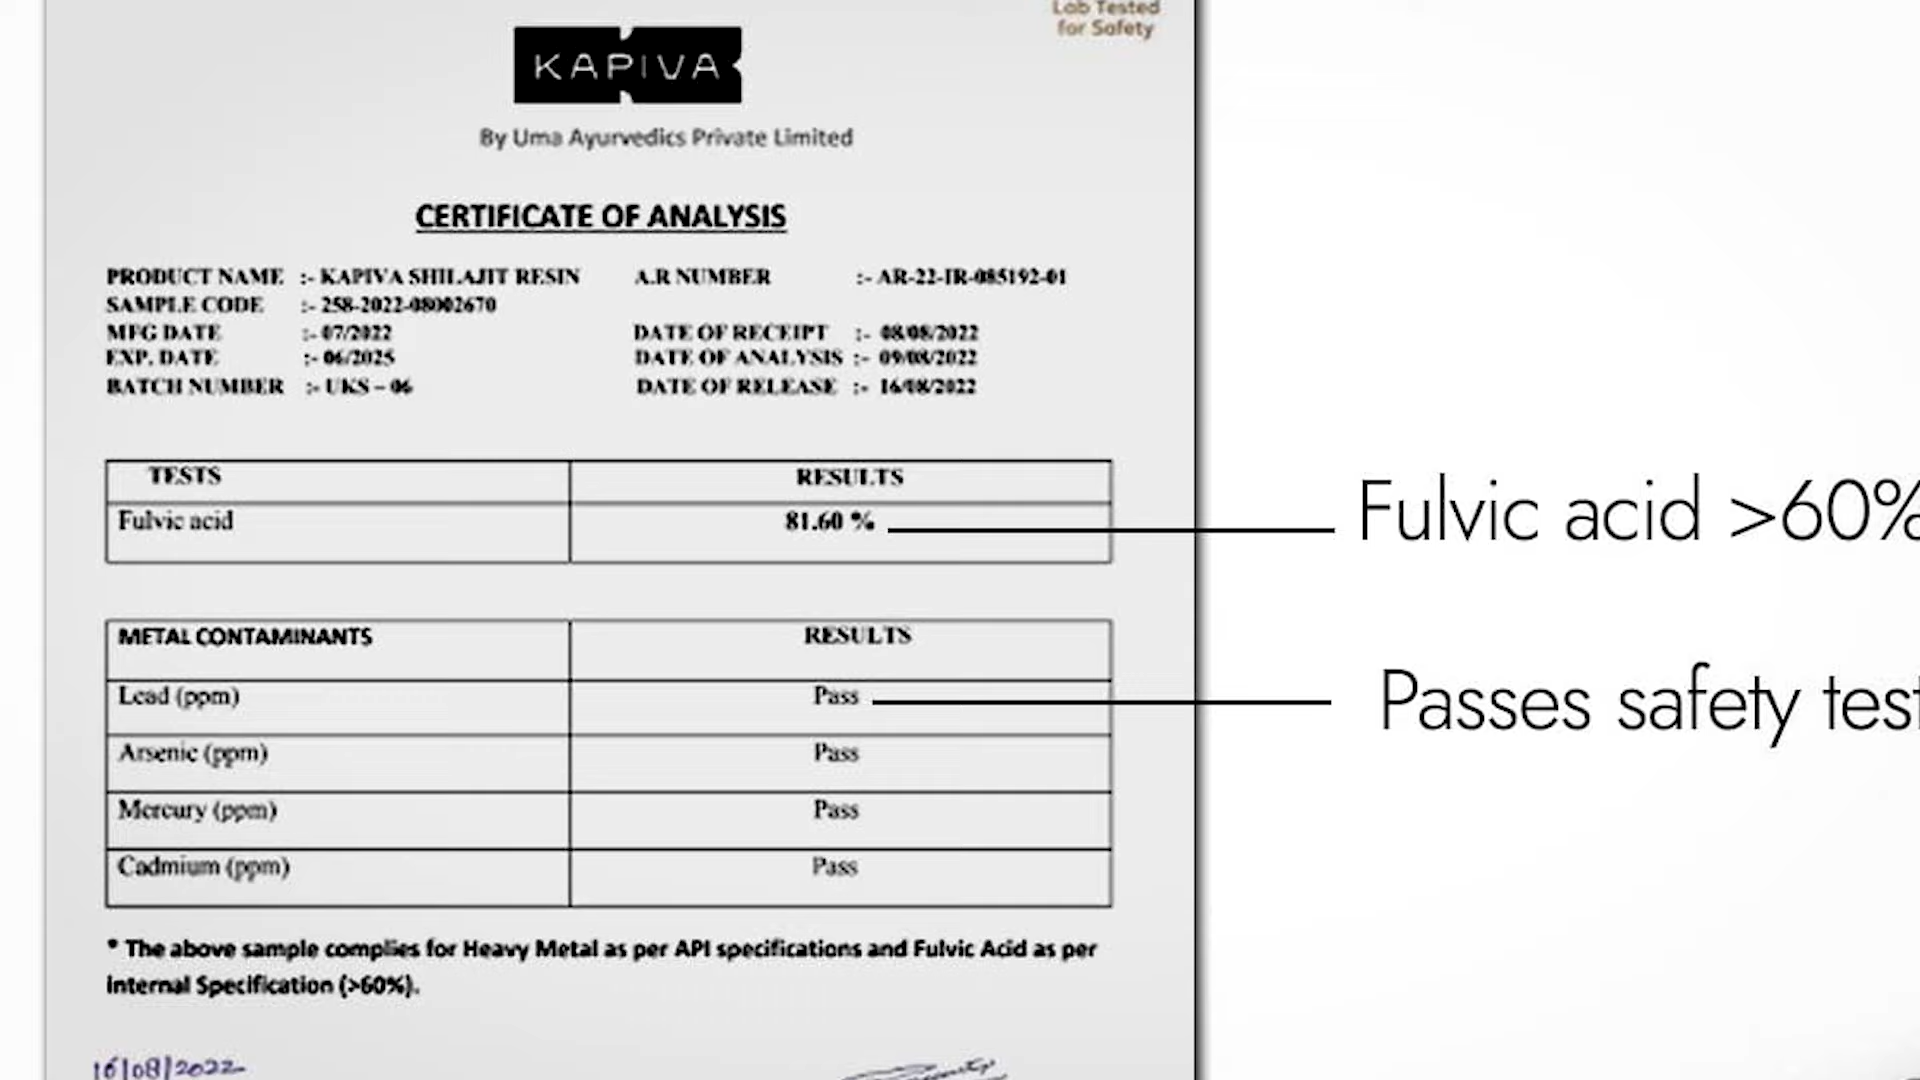 Lab Tested
for Safety
KAPIVA
By Uma Ayurvedics Private Limited
CERTIFICATE OF ANALYSIS
PRODUCT NAME :- KAPIVA SHILAJIT RESIN A.R NUMBER :- AR-22-IR-085192-01
SAMPLE CODE :- 258-2022-08002670
MFG DATE :- 07/2022 DATE OF RECEIPT :- 08/08/2022
EXP. DATE :- 06/2025 DATE OF ANALYSIS :- 09/08/2022
BATCH NUMBER :- UKS – 06 DATE OF RELEASE :- 16/08/2022
TESTS RESULTS
Fulvic acid 81.60 %
Fulvic acid >60%
METAL CONTAMINANTS RESULTS
Lead (ppm) Pass
Passes safety test
Arsenic (ppm) Pass
Mercury (ppm) Pass
Cadmium (ppm) Pass
* The above sample complies for Heavy Metal as per API specifications and Fulvic Acid as per
Internal Specification (>60%).
16/08/2022